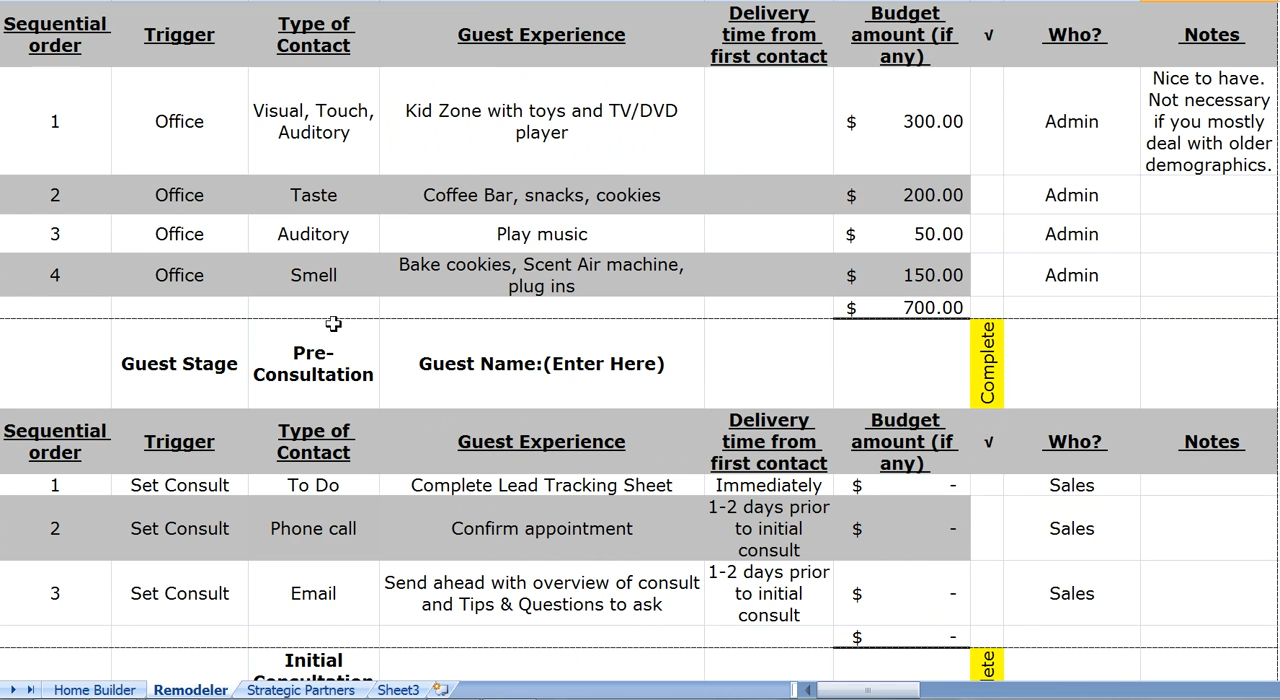 Sequential order Trigger Type of Contact Guest Experience Delivery time from first contact Budget amount (if any) √ Who? Notes
1 Office Visual, Touch, Auditory Kid Zone with toys and TV/DVD player $ 300.00 Admin Nice to have. Not necessary if you mostly deal with older demographics.
2 Office Taste Coffee Bar, snacks, cookies $ 200.00 Admin
3 Office Auditory Play music $ 50.00 Admin
4 Office Smell Bake cookies, Scent Air machine, plug ins $ 150.00 Admin
$ 700.00
Guest Stage Pre-Consultation Guest Name:(Enter Here) Complete
Sequential order Trigger Type of Contact Guest Experience Delivery time from first contact Budget amount (if any) √ Who? Notes
1 Set Consult To Do Complete Lead Tracking Sheet Immediately $ - Sales
2 Set Consult Phone call Confirm appointment 1-2 days prior to initial consult $ - Sales
3 Set Consult Email Send ahead with overview of consult and Tips & Questions to ask 1-2 days prior to initial consult $ - Sales
$ -
Initial
Home Builder Remodeler Strategic Partners Sheet3